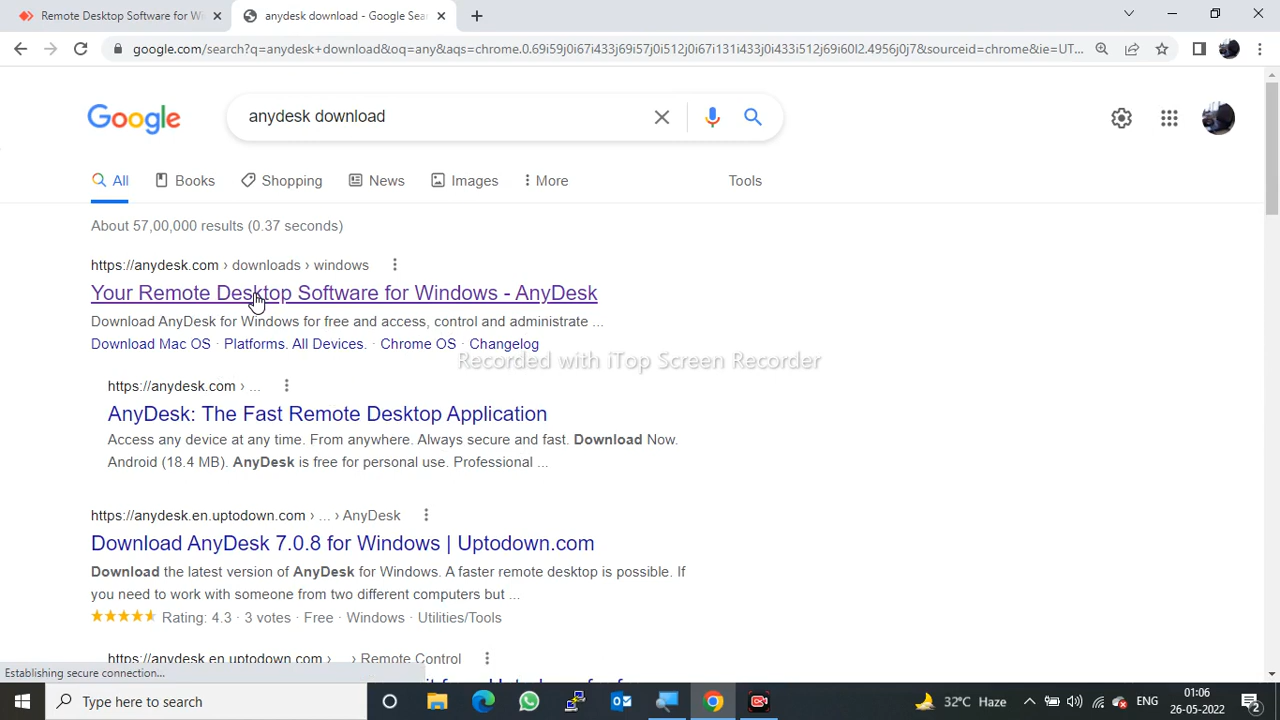 Remote Desktop Software for Wi
anydesk download - Google Sea
google.com/search?q=anydesk+download&oq=any&aqs=chrome.0.69i59j0i67i433j69i57j0i512j0i67i131i433j0i433i512j69i60l2.4956j0j7&sourceid=chrome&ie=UT...
Google
anydesk download
All Books Shopping News Images More Tools
About 57,00,000 results (0.37 seconds)
https://anydesk.com › downloads › windows
Your Remote Desktop Software for Windows - AnyDesk
Download AnyDesk for Windows for free and access, control and administrate ...
Download Mac OS · Platforms. All Devices. · Chrome OS · Changelog
Recorded with iTop Screen Recorder
https://anydesk.com › ...
AnyDesk: The Fast Remote Desktop Application
Access any device at any time. From anywhere. Always secure and fast. Download Now.
Android (18.4 MB). AnyDesk is free for personal use. Professional ...
https://anydesk.en.uptodown.com › ... › AnyDesk
Download AnyDesk 7.0.8 for Windows | Uptodown.com
Download the latest version of AnyDesk for Windows. A faster remote desktop is possible. If
you need to work with someone from two different computers but ...
Rating: 4.3 · 3 votes · Free · Windows · Utilities/Tools
https://anydesk.en.uptodown.com › ... › Remote Control
Establishing secure connection...
Type here to search
32°C Haze
ENG
01:06
26-05-2022
2